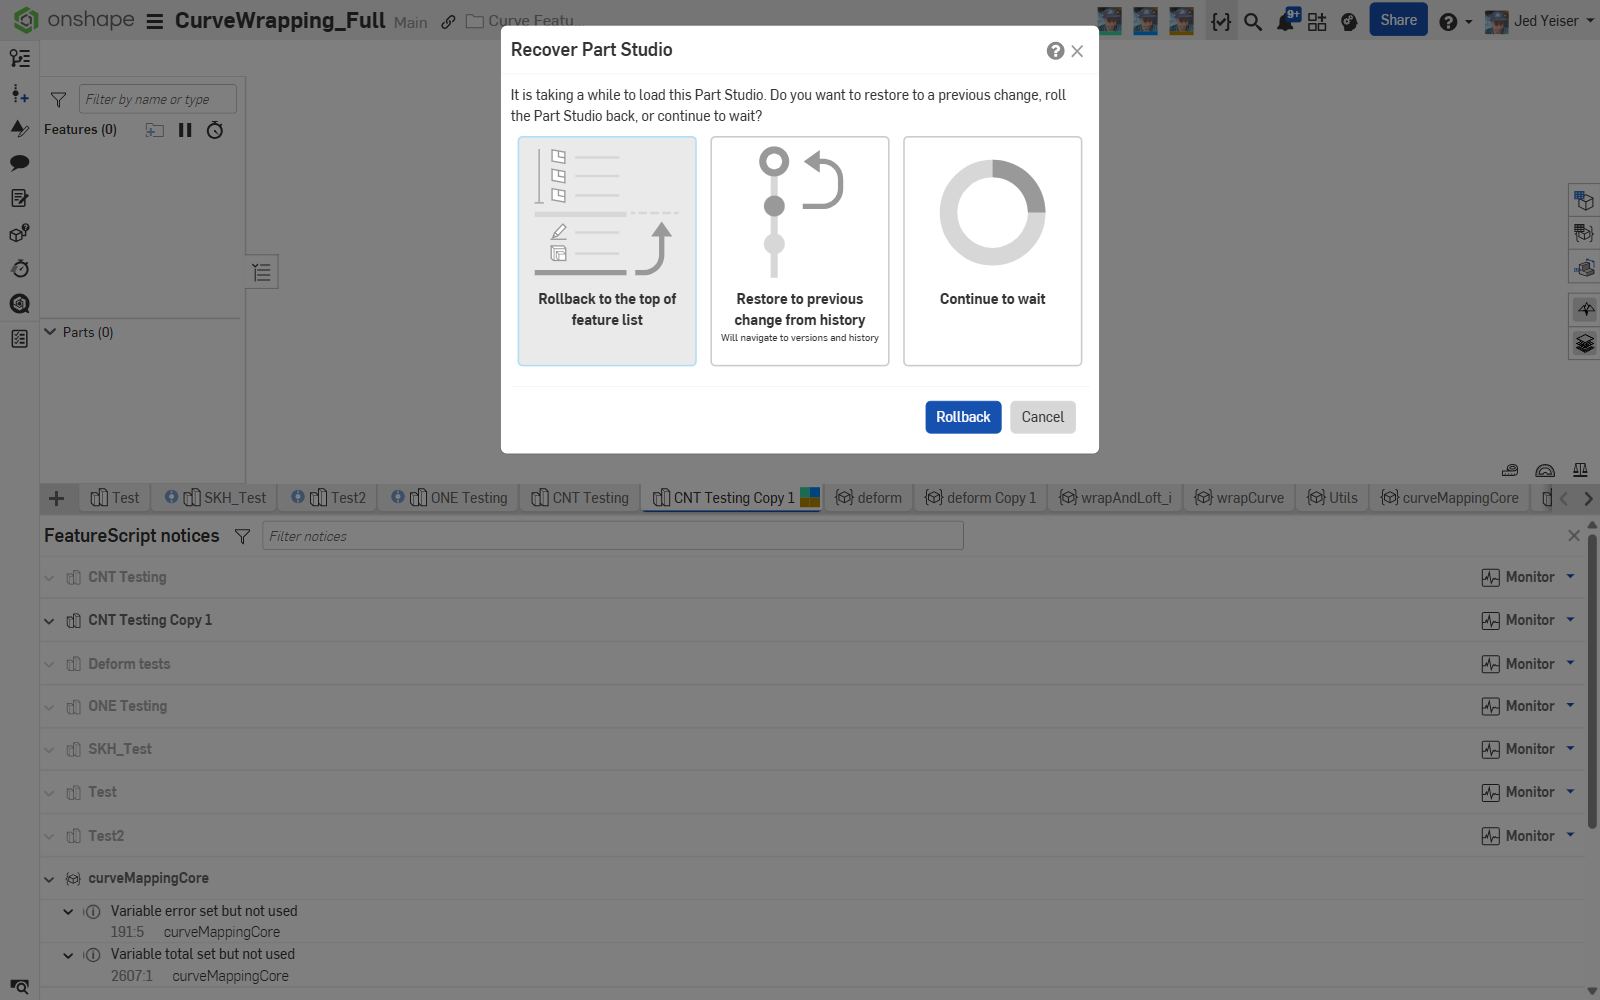 onshape
CurveWrapping_Full
Main
Curve Featu...
9+
Share
Jed Yeiser
Recover Part Studio
It is taking a while to load this Part Studio. Do you want to restore to a previous change, roll
the Part Studio back, or continue to wait?
Rollback to the top of
feature list
Restore to previous
change from history
Will navigate to versions and history
Continue to wait
Rollback
Cancel
Filter by name or type
Features (0)
Parts (0)
Test
SKH_Test
Test2
ONE Testing
CNT Testing
CNT Testing Copy 1
deform
deform Copy 1
wrapAndLoft_i
wrapCurve
Utils
curveMappingCore
FeatureScript notices
Filter notices
CNT Testing
Monitor
CNT Testing Copy 1
Monitor
Deform tests
Monitor
ONE Testing
Monitor
SKH_Test
Monitor
Test
Monitor
Test2
Monitor
curveMappingCore
Variable error set but not used
191:5 curveMappingCore
Variable total set but not used
2607:1 curveMappingCore